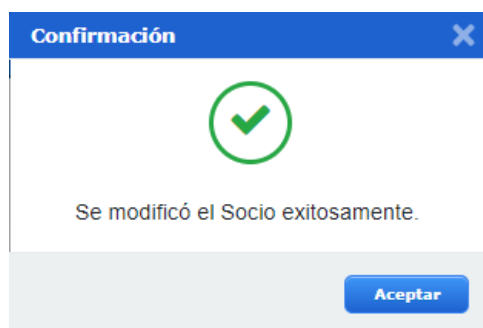 Confirmación
Se modificó el Socio exitosamente.
Aceptar